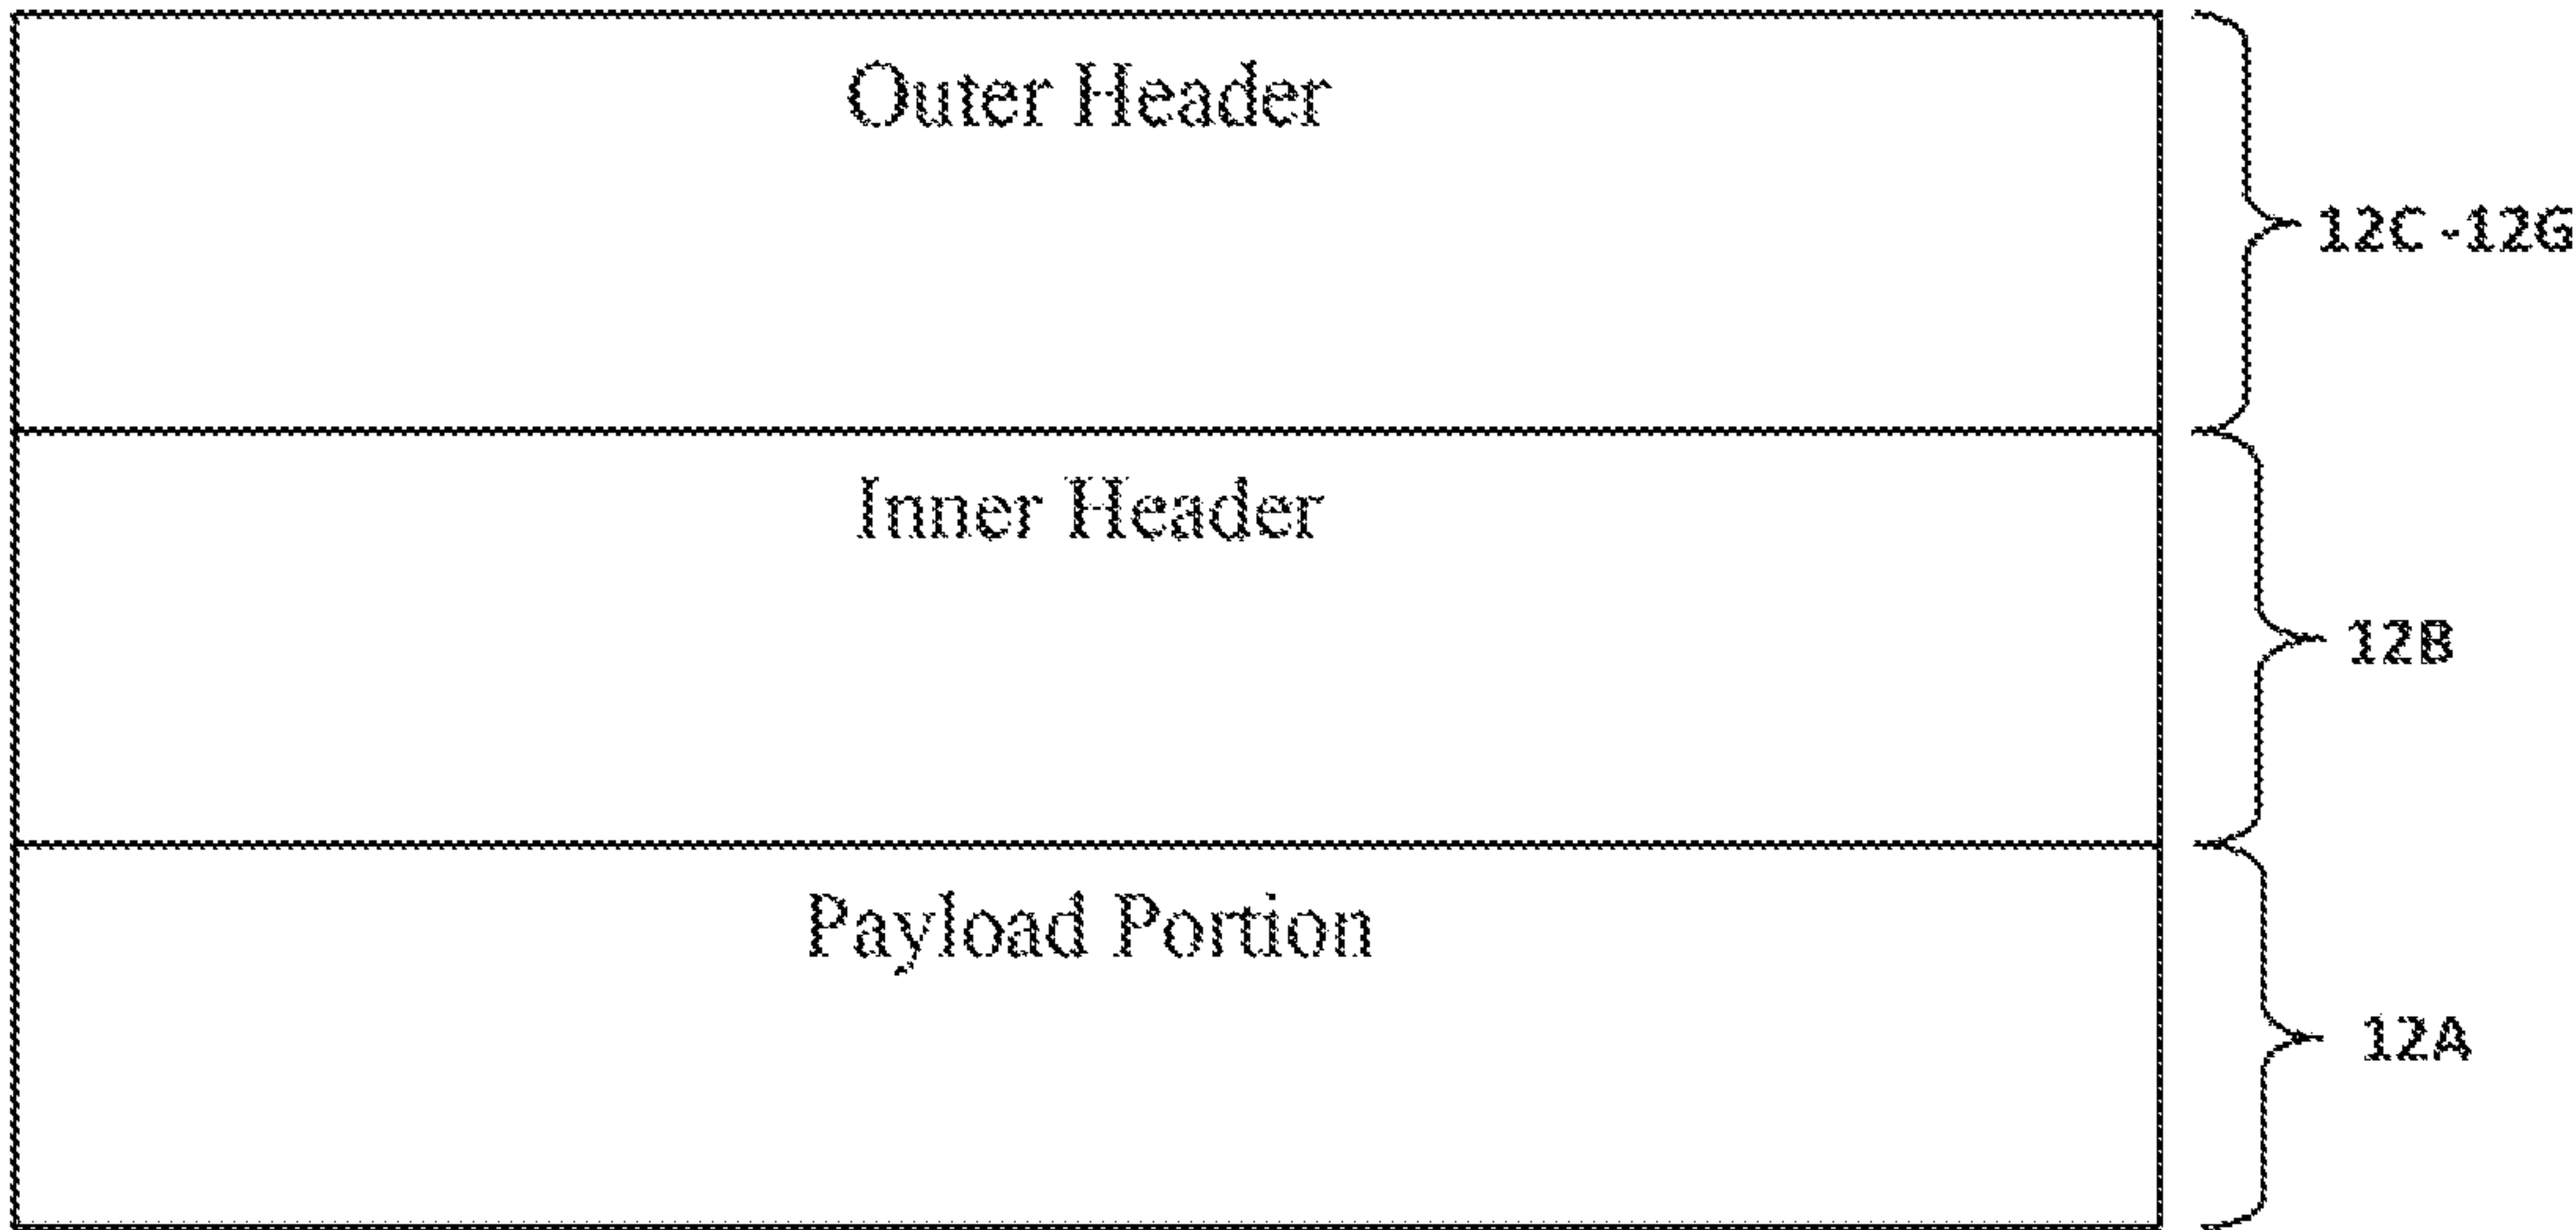 Outer Header
12C -12G
Inner Header
12B
Payload Portion
12A